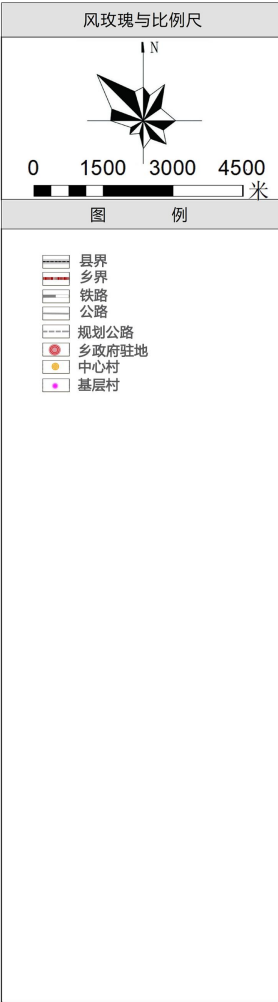 风玫瑰与比例尺
N
0 1500 3000 4500
米
图 例
县界
乡界
铁路
公路
规划公路
乡政府驻地
中心村
基层村